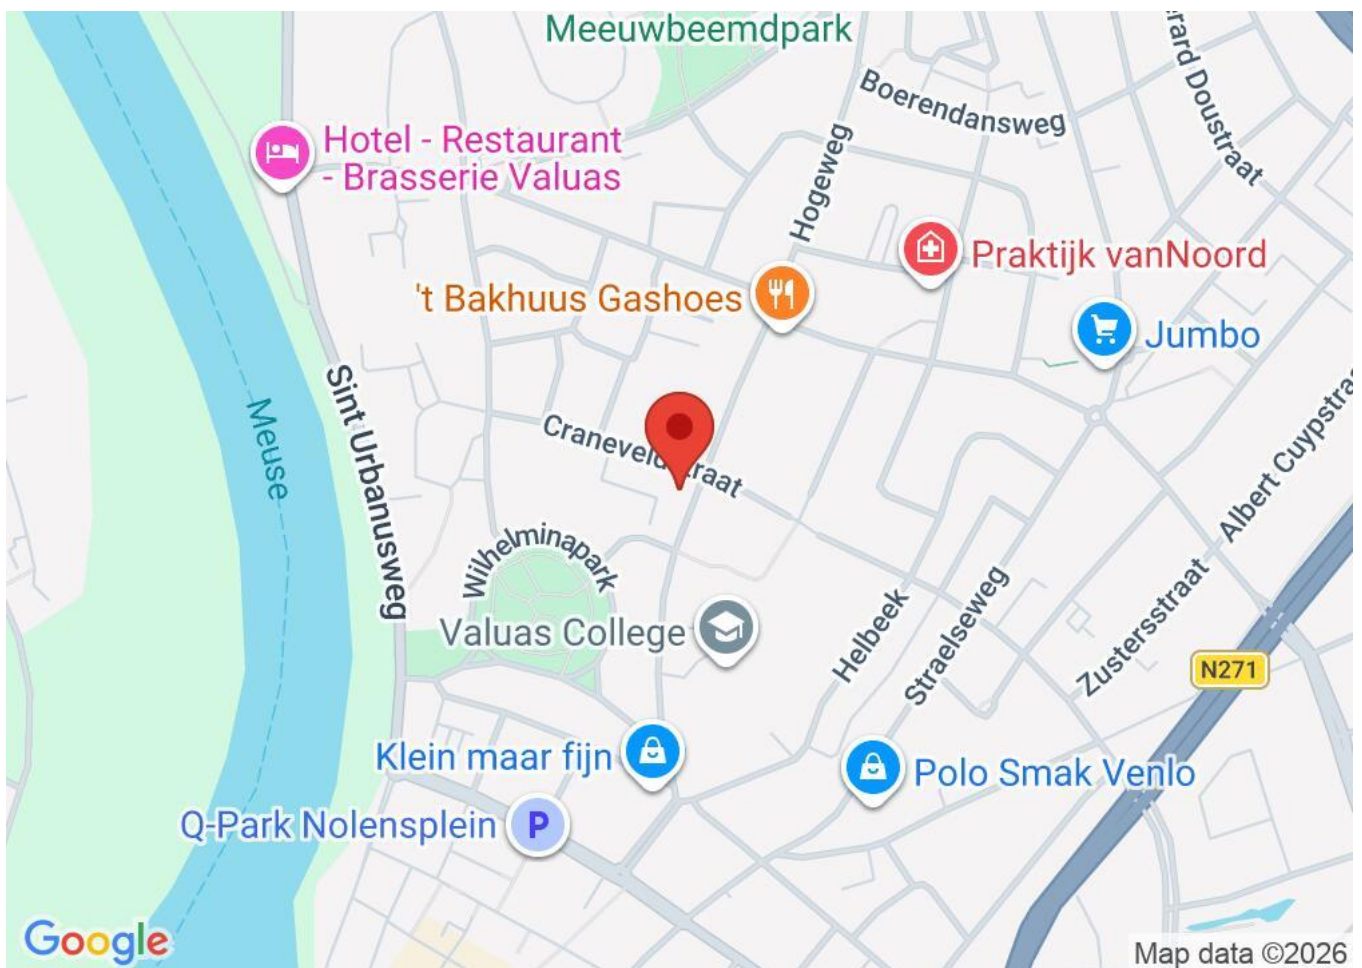 Meeuwbeemdpark
Boerendansweg
Hotel - Restaurant
- Brasserie Valuas
Hogeweg
Praktijk vanNoord
't Bakhuus Gashoes
Jumbo
Sint Urbanusweg
Meuse
Albert Cuypstra
Wilhelminapark
Valuas College
Helbeek
Straelseweg
Zustersstraat
N271
Klein maar fijn
Polo Smak Venlo
Q-Park Nolensplein
P
Google
Map data ©2026